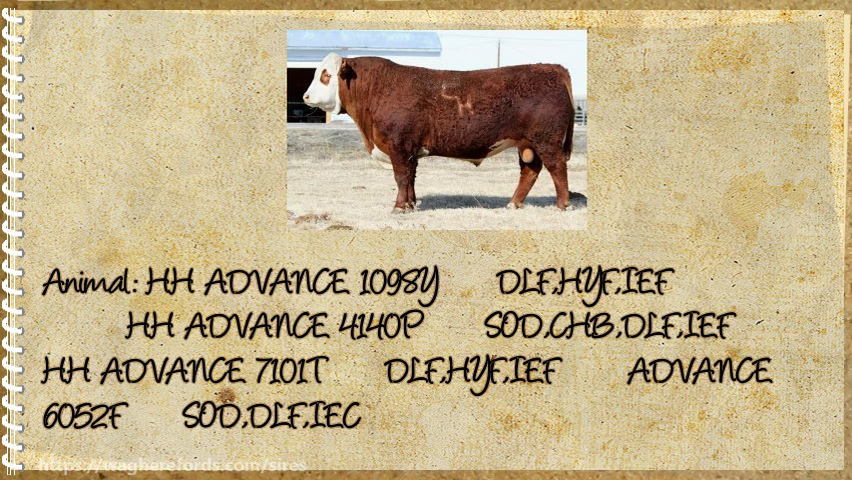 Animal: HH ADVANCE 1098Y DLF,HYF,IEF
HH ADVANCE 4140P SOD,CHB,DLF,IEF
HH ADVANCE 7101T DLF,HYF,IEF ADVANCE
6052F SOD,DLF,IEC
https://wagherefords.com/sires